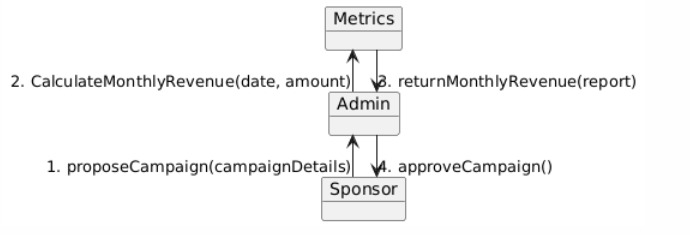 Metrics
2. CalculateMonthlyRevenue(date, amount) 3. returnMonthlyRevenue(report)
Admin
1. proposeCampaign(campaignDetails) 4. approveCampaign()
Sponsor